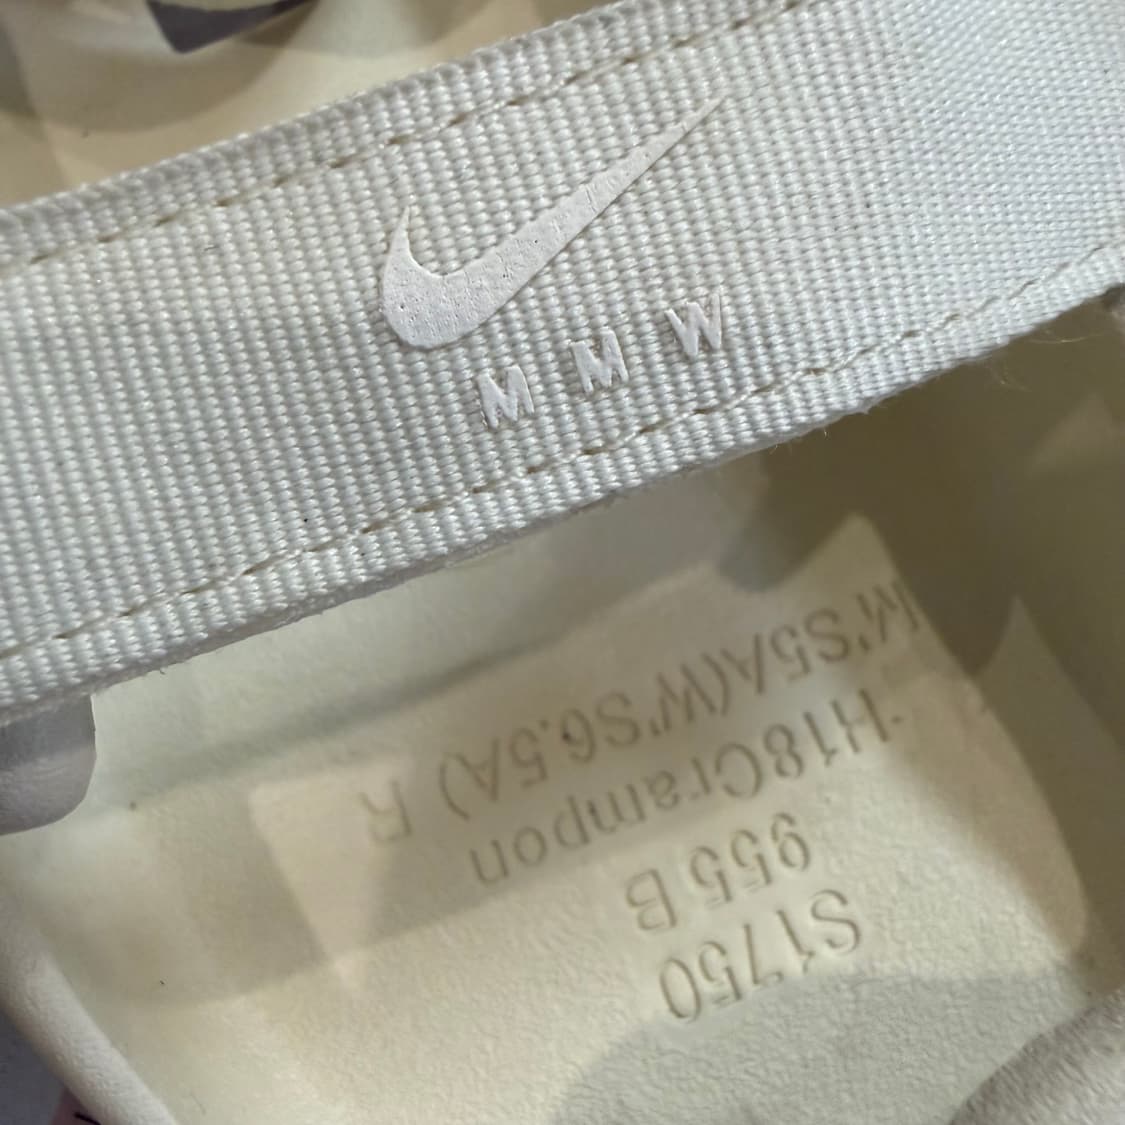 MMW
M'S5A(W'S6.5A) R
H18Crampon
955 B
S1750